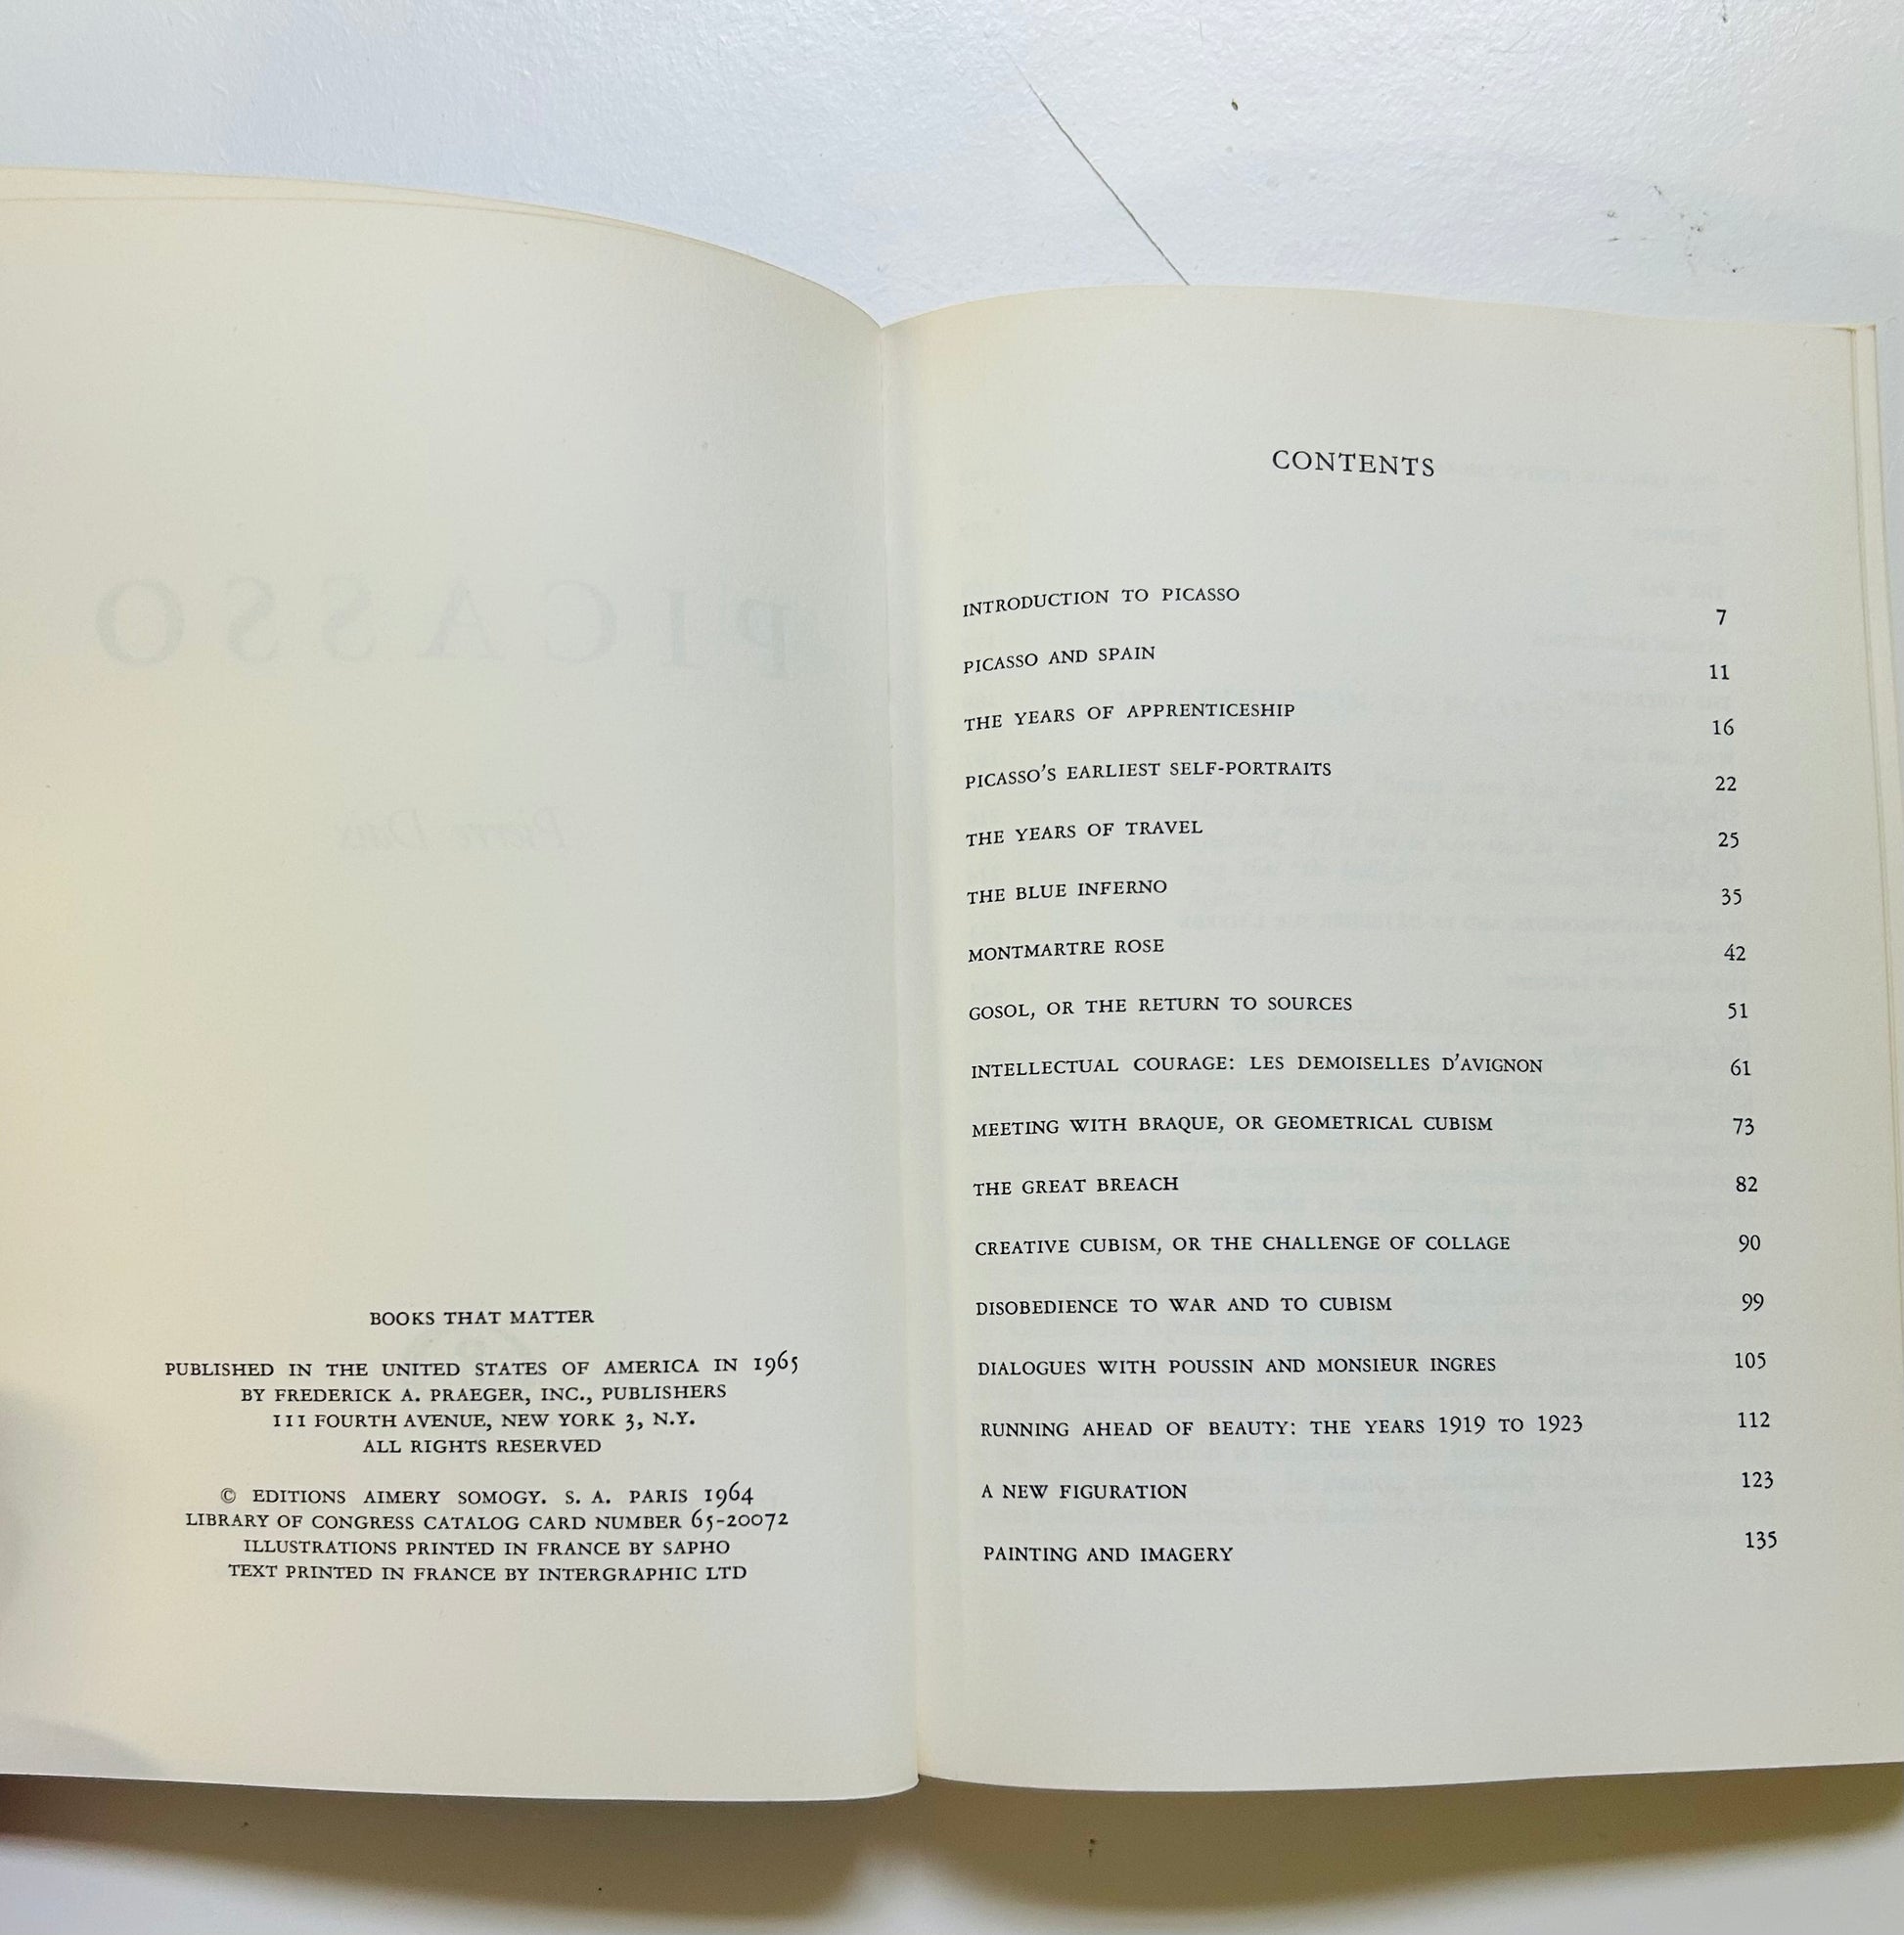 PICASSO
Pierre Daix
BOOKS THAT MATTER
PUBLISHED IN THE UNITED STATES OF AMERICA IN 1965
BY FREDERICK A. PRAEGER, INC., PUBLISHERS
111 FOURTH AVENUE, NEW YORK 3, N.Y.
ALL RIGHTS RESERVED
© EDITIONS AIMERY SOMOGY. S. A. PARIS 1964
LIBRARY OF CONGRESS CATALOG CARD NUMBER 65-20072
ILLUSTRATIONS PRINTED IN FRANCE BY SAPHO
TEXT PRINTED IN FRANCE BY INTERGRAPHIC LTD
CONTENTS
INTRODUCTION TO PICASSO 7
PICASSO AND SPAIN 11
THE YEARS OF APPRENTICESHIP 16
PICASSO'S EARLIEST SELF-PORTRAITS 22
THE YEARS OF TRAVEL 25
THE BLUE INFERNO 35
MONTMARTRE ROSE 42
GOSOL, OR THE RETURN TO SOURCES 51
INTELLECTUAL COURAGE: LES DEMOISELLES D'AVIGNON 61
MEETING WITH BRAQUE, OR GEOMETRICAL CUBISM 73
THE GREAT BREACH 82
CREATIVE CUBISM, OR THE CHALLENGE OF COLLAGE 90
DISOBEDIENCE TO WAR AND TO CUBISM 99
DIALOGUES WITH POUSSIN AND MONSIEUR INGRES 105
RUNNING AHEAD OF BEAUTY: THE YEARS 1919 TO 1923 112
A NEW FIGURATION 123
PAINTING AND IMAGERY 135